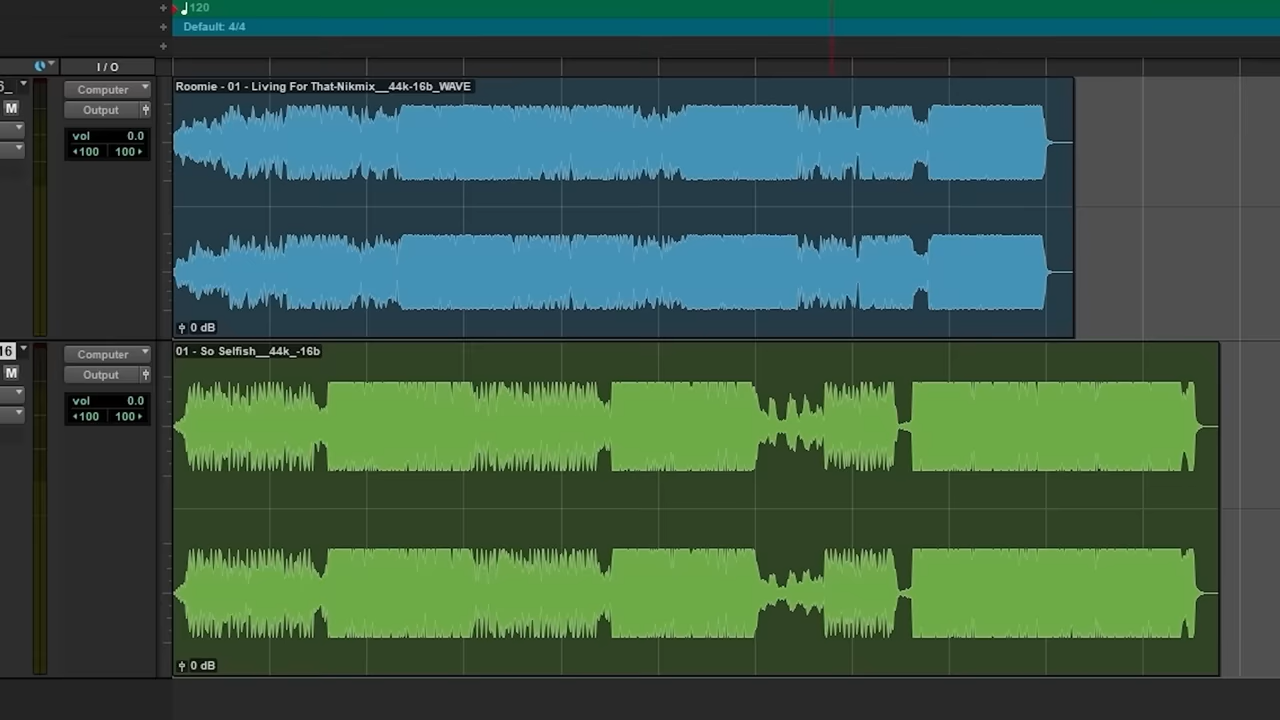 120
Default: 4/4
I / O
6_
Roomie - 01 - Living For That-Nikmix__44k-16b_WAVE
Computer
M
Output
vol 0.0
100 100
0 dB
16
01 - So Selfish__44k_-16b
Computer
M
Output
vol 0.0
100 100
0 dB